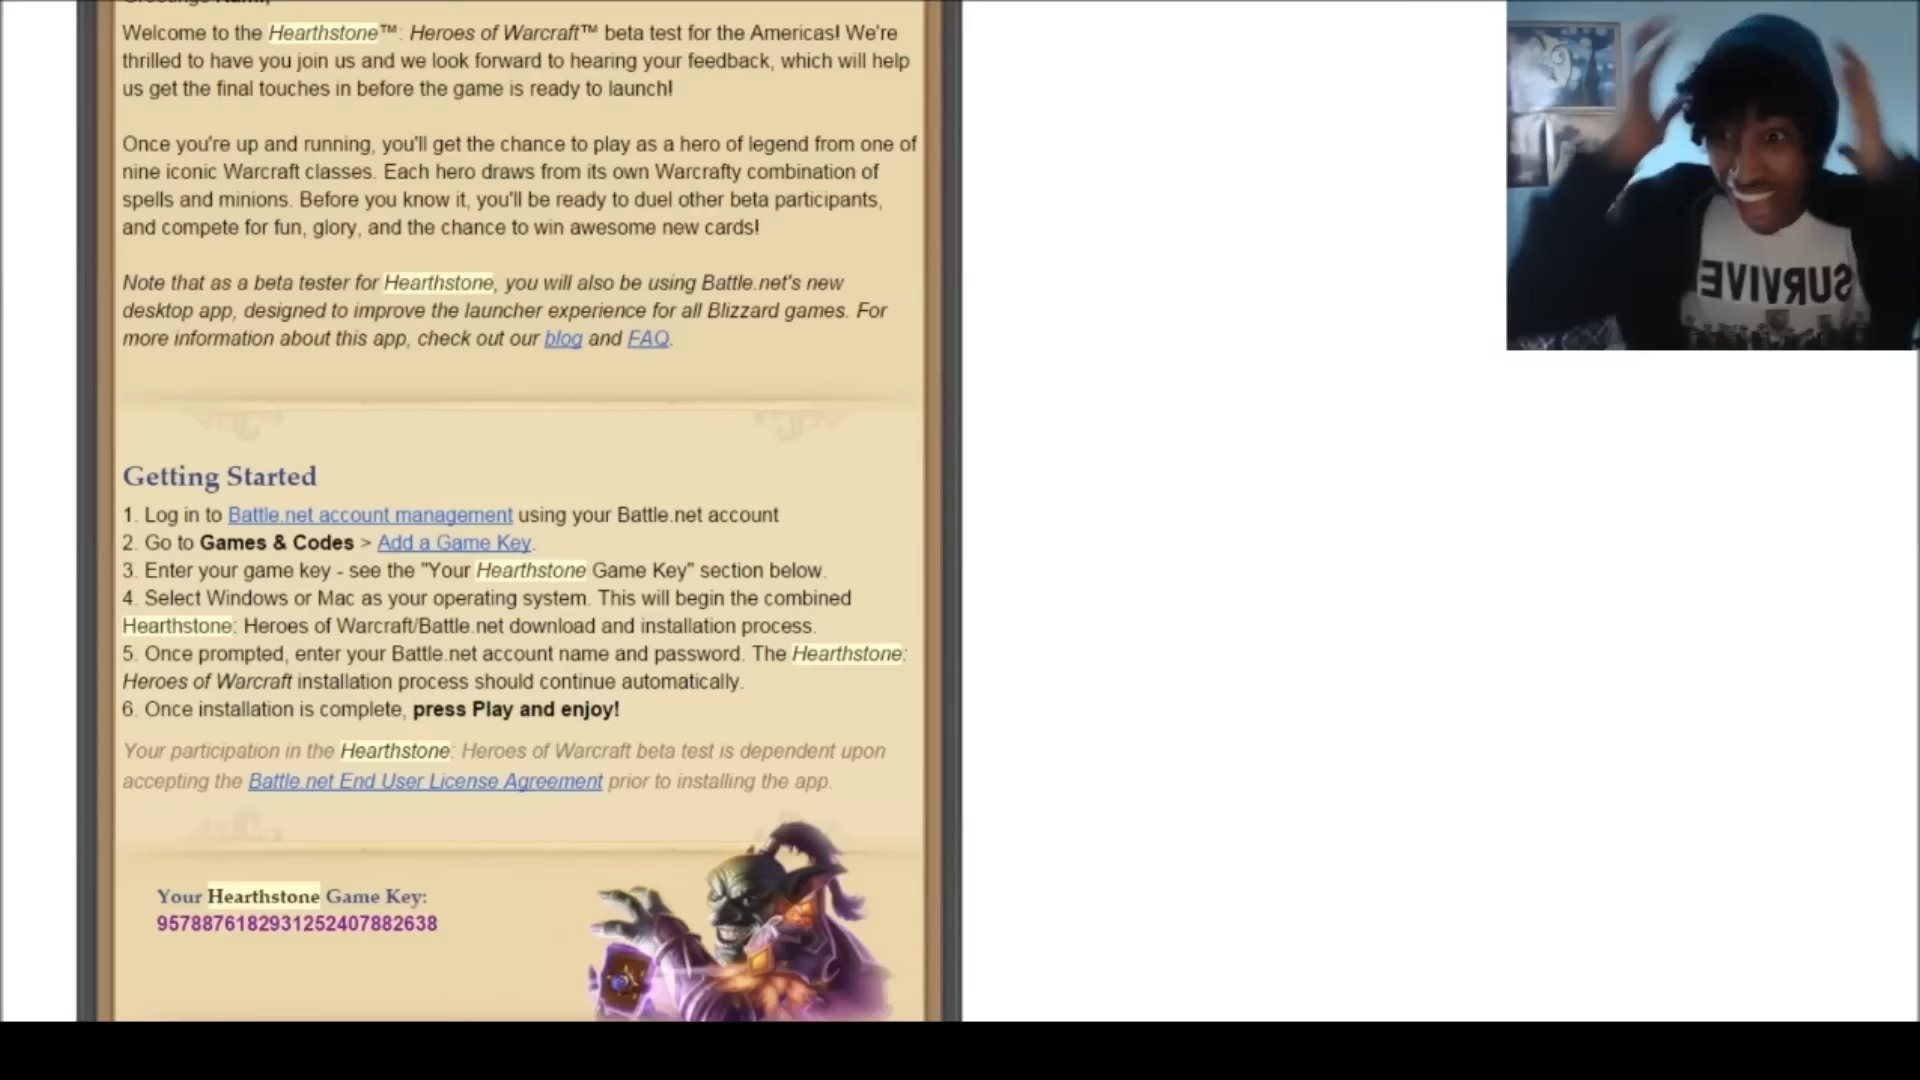 Welcome to the Hearthstone™: Heroes of Warcraft™ beta test for the Americas! We're
thrilled to have you join us and we look forward to hearing your feedback, which will help
us get the final touches in before the game is ready to launch!
Once you're up and running, you'll get the chance to play as a hero of legend from one of
nine iconic Warcraft classes. Each hero draws from its own Warcrafty combination of
spells and minions. Before you know it, you'll be ready to duel other beta participants,
and compete for fun, glory, and the chance to win awesome new cards!
Note that as a beta tester for Hearthstone, you will also be using Battle.net's new
desktop app, designed to improve the launcher experience for all Blizzard games. For
more information about this app, check out our blog and FAQ.
Getting Started
1. Log in to Battle.net account management using your Battle.net account
2. Go to Games & Codes > Add a Game Key.
3. Enter your game key - see the "Your Hearthstone Game Key" section below.
4. Select Windows or Mac as your operating system. This will begin the combined
Hearthstone: Heroes of Warcraft/Battle.net download and installation process.
5. Once prompted, enter your Battle.net account name and password. The Hearthstone:
Heroes of Warcraft installation process should continue automatically.
6. Once installation is complete, press Play and enjoy!
Your participation in the Hearthstone: Heroes of Warcraft beta test is dependent upon
accepting the Battle.net End User License Agreement prior to installing the app.
Your Hearthstone Game Key:
9578876182931252407882638
SURVIVE